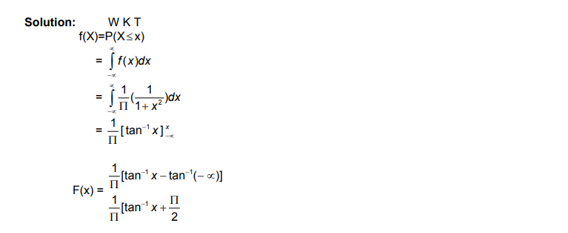 Solution: W K T
f(X)=P(X≤x)
= ∫_{-∞}^{x} f(x)dx
= ∫_{-∞}^{x} 1/Π (1/(1+x²))dx
= 1/Π [tan⁻¹ x]_{-∞}^{x}
1/Π [tan⁻¹ x – tan⁻¹(–∞)]
F(x) =
1/Π [tan⁻¹ x + Π/2